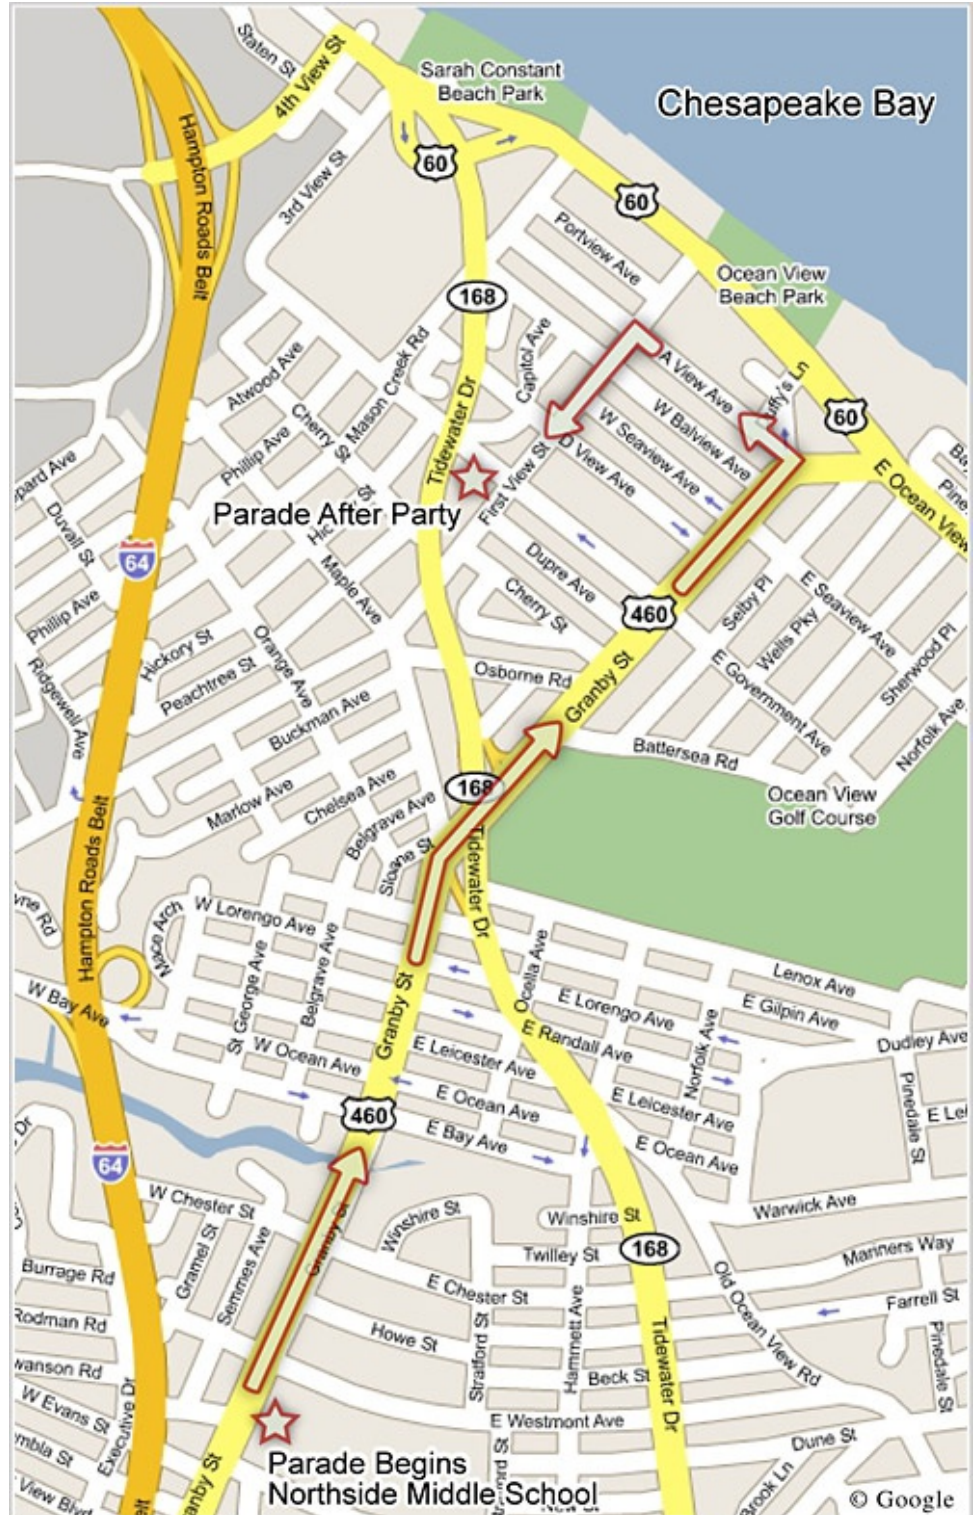 Staten St
4th View St
Sarah Constant
Beach Park
Chesapeake Bay
Hampton Roads Belt
60
3rd View St
60
Portview Ave
Ocean View
Beach Park
168
Capitol Ave
Mason Creek Rd
Atwood Ave
A View Ave
60
Cherry St
Tidewater Dr
W Balview Ave
W Seaview Ave
D View Ave
First View St
E Ocean View
Phillip Ave
Parade After Party
Duvall St
64
Maple Ave
Dupre Ave
Cherry St
460
Selby Pl
E Seaview Ave
Wells Pky
Phillip Ave
Hickory St
Orange Ave
Peachtree St
Ridgewell Ave
Osborne Rd
Granby St
E Government Ave
Sherwood Pl
Norfolk Ave
Buckman Ave
Battersea Rd
168
Marlow Ave
Chelsea Ave
Belgrave Ave
Ocean View
Golf Course
Sloane St
Tidewater Dr
Hampton Roads Belt
W Lorengo Ave
Mace Arch
St George Ave
Belgrave Ave
Ocella Ave
Lenox Ave
W Bay Ave
Granby St
E Lorengo Ave
E Gilpin Ave
E Randall Ave
Norfolk Ave
Dudley Ave
W Ocean Ave
E Leicester Ave
E Ocean Ave
E Leicester Ave
Pinedale St
460
E Bay Ave
E Ocean Ave
64
W Chester St
Granby St
Winshire St
Winshire St
Warwick Ave
Gramel St
Semmes Ave
Twilley St
168
Mariners Way
Burrage Rd
E Chester St
Farrell St
Rodman Rd
Howe St
Stratford St
Hammett Ave
Tidewater Dr
Old Ocean View Rd
Pinedale St
Beck St
W Evans St
Executive Dr
E Westmont Ave
Dune St
Parade Begins
Northside Middle School
View Blvd
Brook Ln
© Google